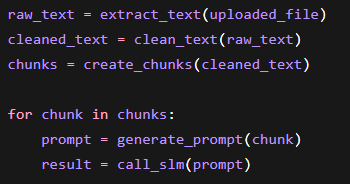 raw_text = extract_text(uploaded_file)
cleaned_text = clean_text(raw_text)
chunks = create_chunks(cleaned_text)
for chunk in chunks:
    prompt = generate_prompt(chunk)
    result = call_slm(prompt)